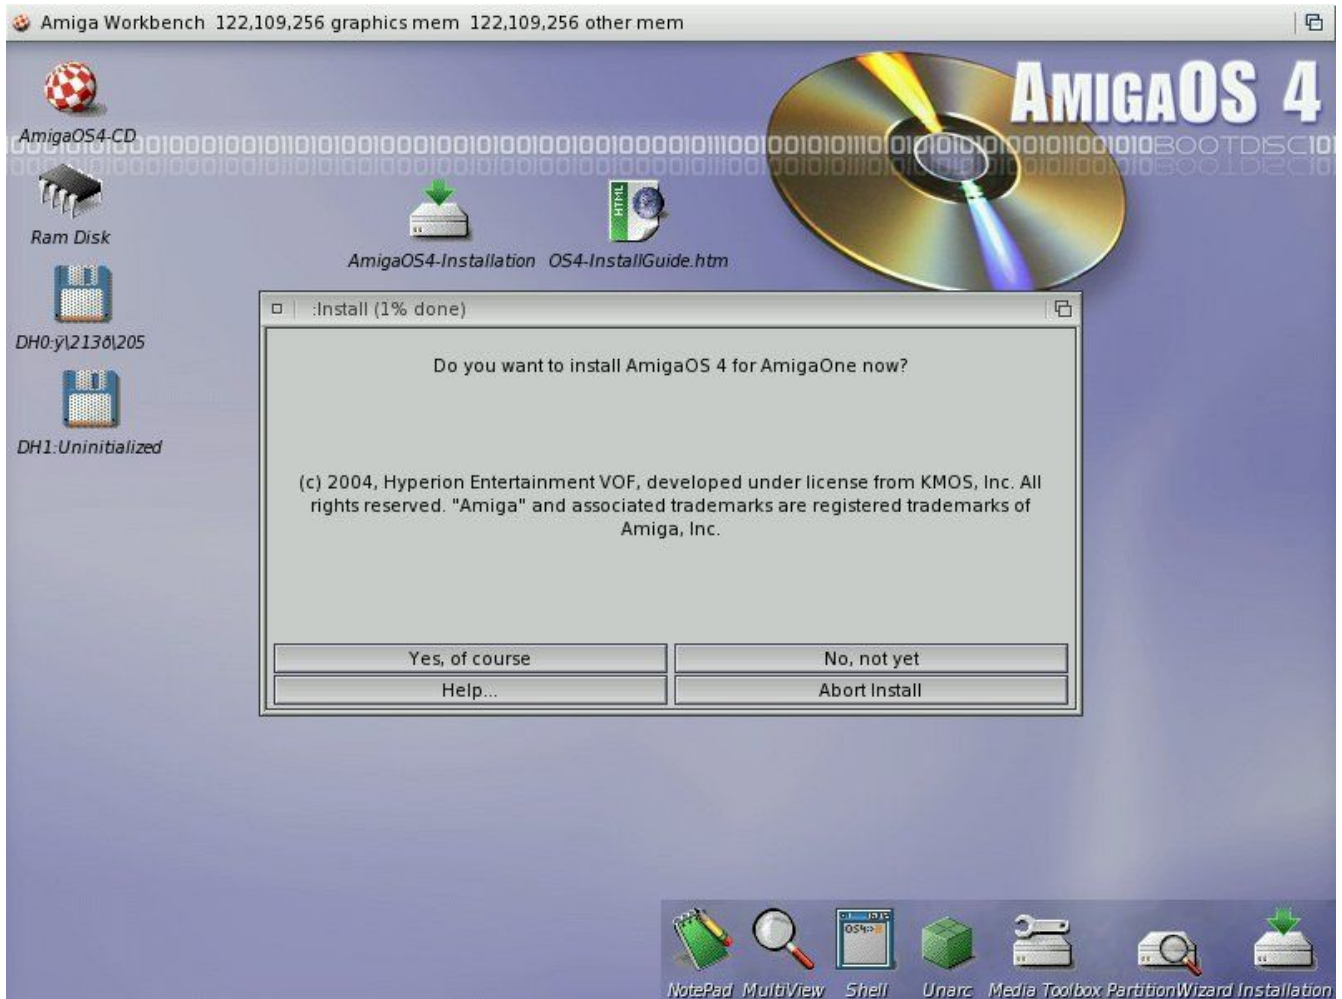 Amiga Workbench 122,109,256 graphics mem 122,109,256 other mem
AMIGAOS 4
AmigaOS4-CD
BOOTDISC
Ram Disk
HTML
AmigaOS4-Installation
OS4-InstallGuide.htm
DH0:ÿ\213ð\205
DH1:Uninitialized
:Install (1% done)
Do you want to install AmigaOS 4 for AmigaOne now?
(c) 2004, Hyperion Entertainment VOF, developed under license from KMOS, Inc. All
rights reserved. "Amiga" and associated trademarks are registered trademarks of
Amiga, Inc.
Yes, of course
No, not yet
Help...
Abort Install
OS4>
NotePad
MultiView
Shell
Unarc
Media Toolbox
PartitionWizard
Installation